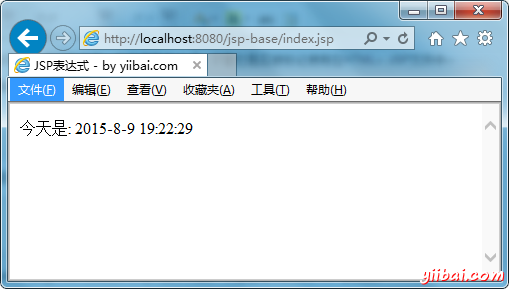 http://localhost:8080/jsp-base/index.jsp
JSP表达式 - by yiibai.com
文件(F) 编辑(E) 查看(V) 收藏夹(A) 工具(T) 帮助(H)
今天是: 2015-8-9 19:22:29
yiibai.com